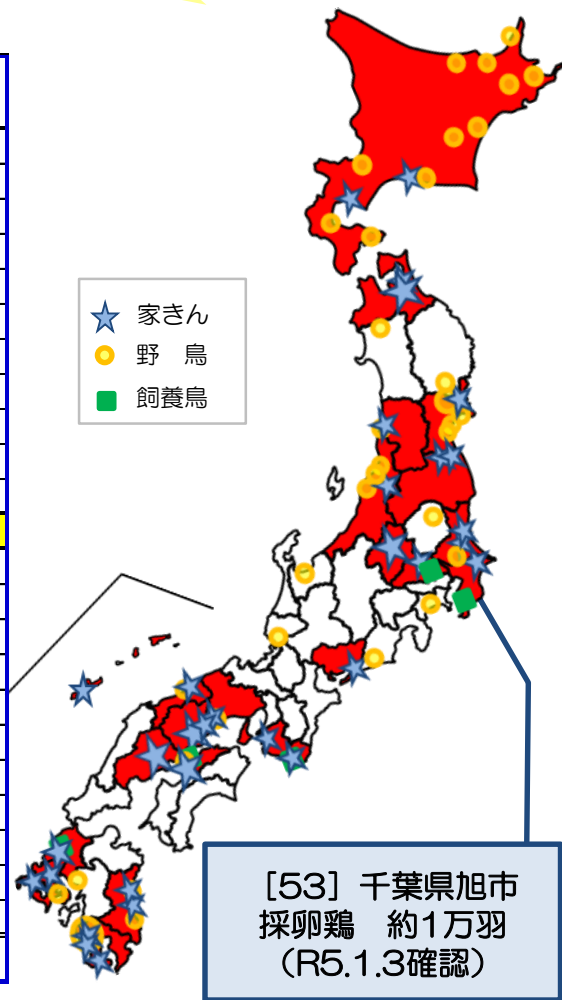 家きん
野　鳥
飼養鳥
［53］千葉県旭市
採卵鶏　約1万羽
（R5.1.3確認）